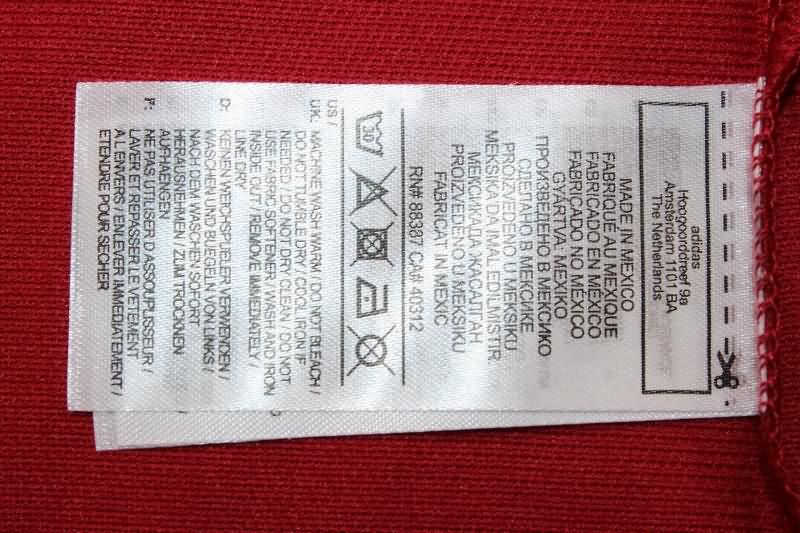 adidas
Hoogoorddreef 9a
Amsterdam 1101 BA
The Netherlands
MADE IN MEXICO
FABRIQUÉ AU MEXIQUE
FABRICADO EN MÉXICO
FABRICADO NO MÉXICO
GYÁRTVA: MEXIKO
ПРОИЗВЕДЕНО В МЕКСИКО
СДЕЛАНО В МЕКСИКЕ
PROIZVEDENO U MEKSIKU
MEKSIKA DA IMAL EDILMISTIR.
МЕКСИКАДА ЖАСАЛҒАН
PROIZVEDENO U MEKSIKU
FABRICAT IN MEXIC
RN# 88387 CA# 40312
30
US /
UK: MACHINE WASH WARM / DO NOT BLEACH /
DO NOT TUMBLE DRY / COOL IRON IF
NEEDED / DO NOT DRY CLEAN / DO NOT
USE FABRIC SOFTENER / WASH AND IRON
INSIDE OUT / REMOVE IMMEDIATELY /
LINE DRY
D: KEINEN WEICHSPUELER VERWENDEN /
WASCHEN UND BUEGELN VON LINKS /
NACH DEM WASCHEN SOFORT
HERAUSNEHMEN / ZUM TROCKNEN
AUFHAENGEN
F: NE PAS UTILISER D'ASSOUPLISSEUR /
LAVER ET REPASSER LE VETEMENT
A L'ENVERS / ENLEVER IMMEDIATEMENT /
ETENDRE POUR SECHER